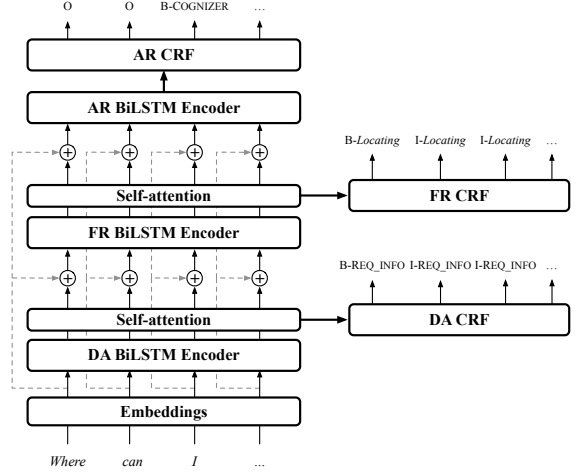 O O B-COGNIZER ...
AR CRF
AR BiLSTM Encoder
B-Locating I-Locating I-Locating ...
Self-attention
FR CRF
FR BiLSTM Encoder
B-REQ_INFO I-REQ_INFO I-REQ_INFO ...
Self-attention
DA CRF
DA BiLSTM Encoder
Embeddings
Where can I ...